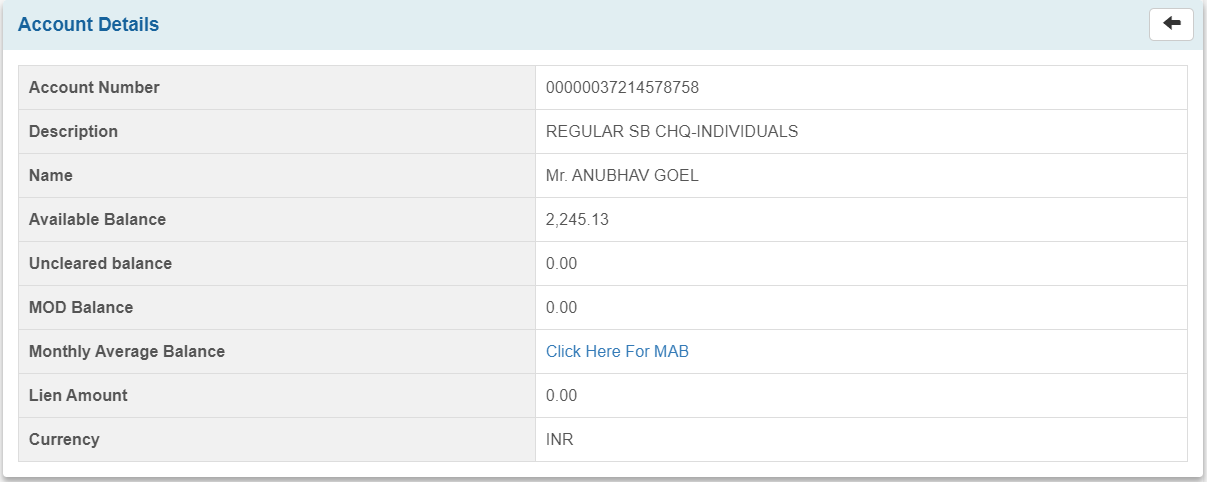 Account Details
Account Number 00000037214578758
Description REGULAR SB CHQ-INDIVIDUALS
Name Mr. ANUBHAV GOEL
Available Balance 2,245.13
Uncleared balance 0.00
MOD Balance 0.00
Monthly Average Balance Click Here For MAB
Lien Amount 0.00
Currency INR